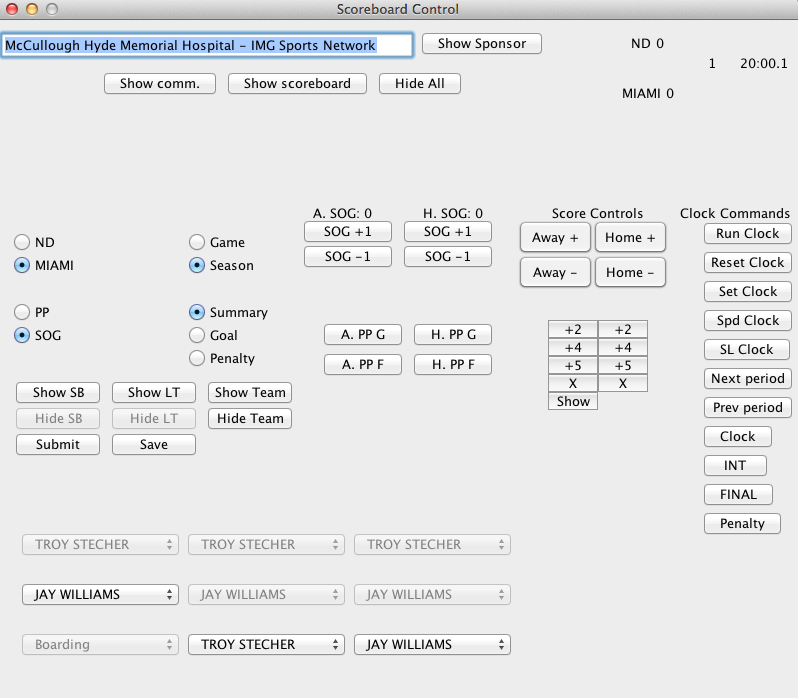 Scoreboard Control
McCullough Hyde Memorial Hospital - IMG Sports Network
Show Sponsor
ND 0
1 20:00.1
Show comm. Show scoreboard Hide All
MIAMI 0
A. SOG: 0 H. SOG: 0 Score Controls Clock Commands
ND Game SOG +1 SOG +1 Away + Home + Run Clock
MIAMI Season SOG -1 SOG -1 Away - Home - Reset Clock
Set Clock
PP Summary
SOG Goal A. PP G H. PP G +2 +2 Spd Clock
Penalty A. PP F H. PP F +4 +4 SL Clock
+5 +5
X X Next period
Show SB Show LT Show Team Show Prev period
Hide SB Hide LT Hide Team
Submit Save Clock
INT
FINAL
Penalty
TROY STECHER TROY STECHER TROY STECHER
JAY WILLIAMS JAY WILLIAMS JAY WILLIAMS
Boarding TROY STECHER JAY WILLIAMS